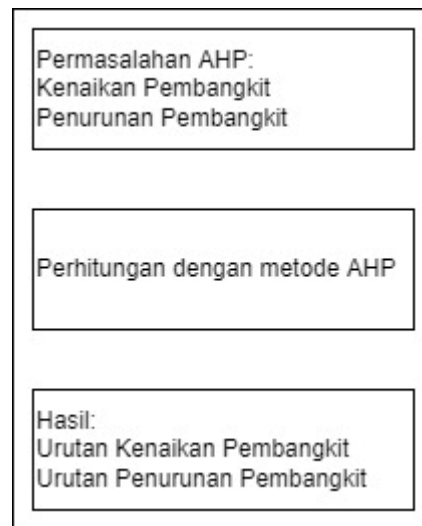 Permasalahan AHP:
Kenaikan Pembangkit
Penurunan Pembangkit
Perhitungan dengan metode AHP
Hasil:
Urutan Kenaikan Pembangkit
Urutan Penurunan Pembangkit